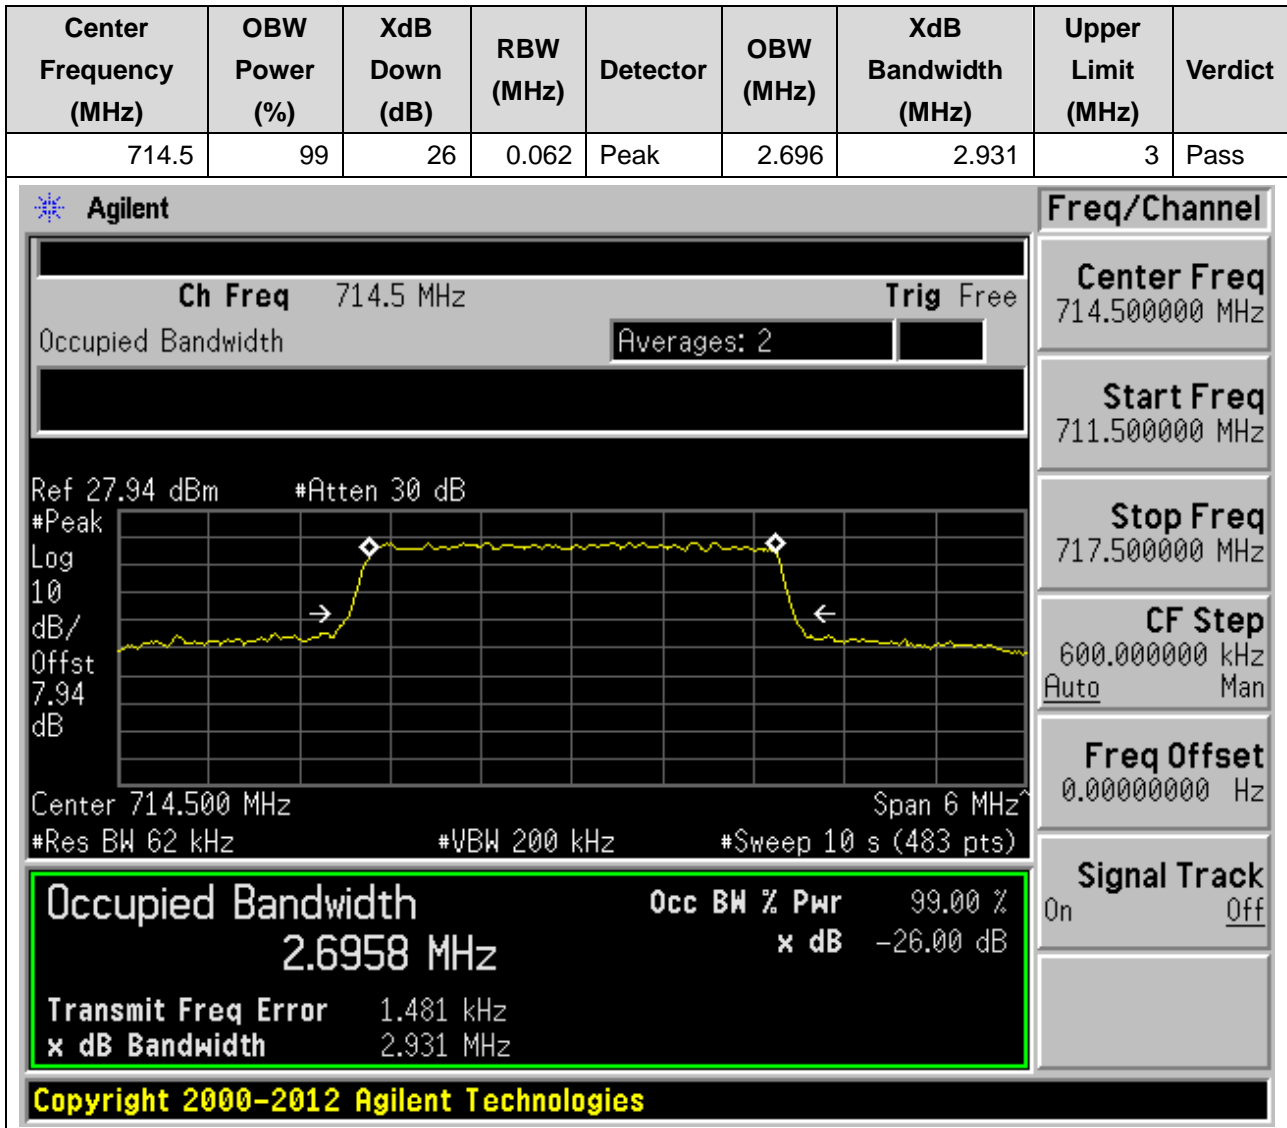 Center Frequency (MHz) OBW Power (%) XdB Down (dB) RBW (MHz) Detector OBW (MHz) XdB Bandwidth (MHz) Upper Limit (MHz) Verdict
714.5 99 26 0.062 Peak 2.696 2.931 3 Pass
Agilent
Ch Freq 714.5 MHz Trig Free
Occupied Bandwidth Averages: 2
Ref 27.94 dBm #Atten 30 dB
#Peak
Log
10
dB/
Offst
7.94
dB
Center 714.500 MHz Span 6 MHz^
#Res BW 62 kHz #VBW 200 kHz #Sweep 10 s (483 pts)
Occupied Bandwidth Occ BW % Pwr 99.00 %
2.6958 MHz x dB -26.00 dB
Transmit Freq Error 1.481 kHz
x dB Bandwidth 2.931 MHz
Freq/Channel
Center Freq
714.500000 MHz
Start Freq
711.500000 MHz
Stop Freq
717.500000 MHz
CF Step
600.000000 kHz
Auto Man
Freq Offset
0.00000000 Hz
Signal Track
On Off
Copyright 2000-2012 Agilent Technologies